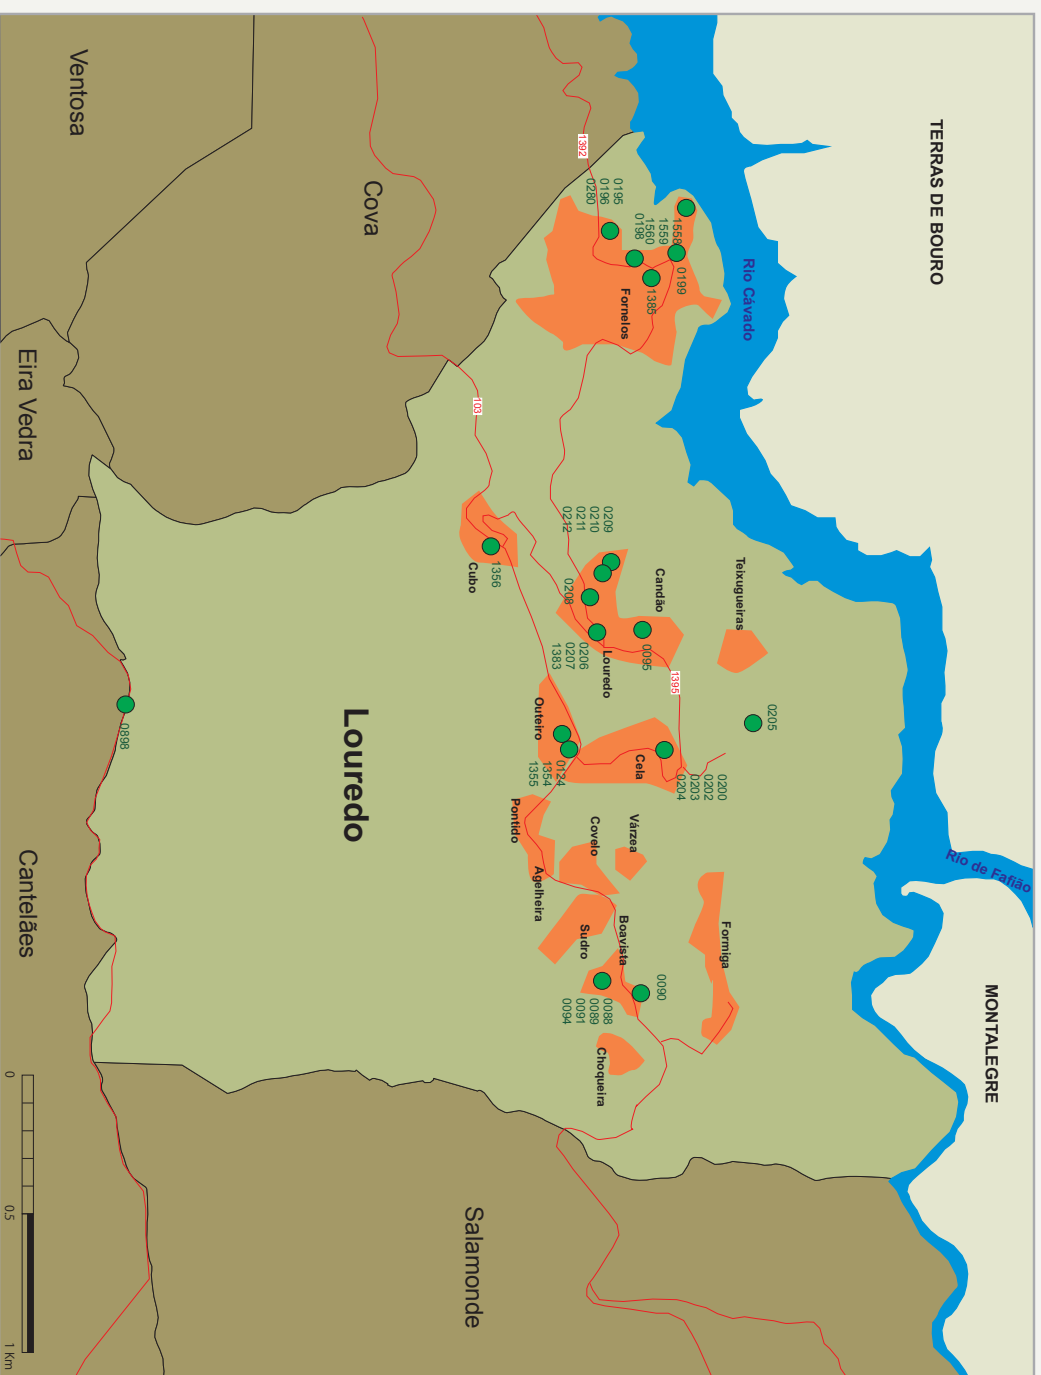 TERRAS DE BOURO
MONTALEGRE
Rio de Fafião
Rio Cávado
Teixugueiras
0205
Formiga
1395
0200
0202
0203
0204
1558
1559
1560
0198
0199
1385
0195
0196
0280
1392
Fornelos
Candão
0095
0209
0210
0211
0212
0208
Louredo
0206
0207
1383
Cela
Várzea
Covelo
Boavista
0090
0088
0089
0091
0094
Sudro
Choqueira
Outeiro
0124
1354
1355
Pontido
Agelheira
103
Cubo
1356
Cova
Louredo
Salamonde
Ventosa
0898
Eira Vedra
Cantelães
0
0.5
1 Km